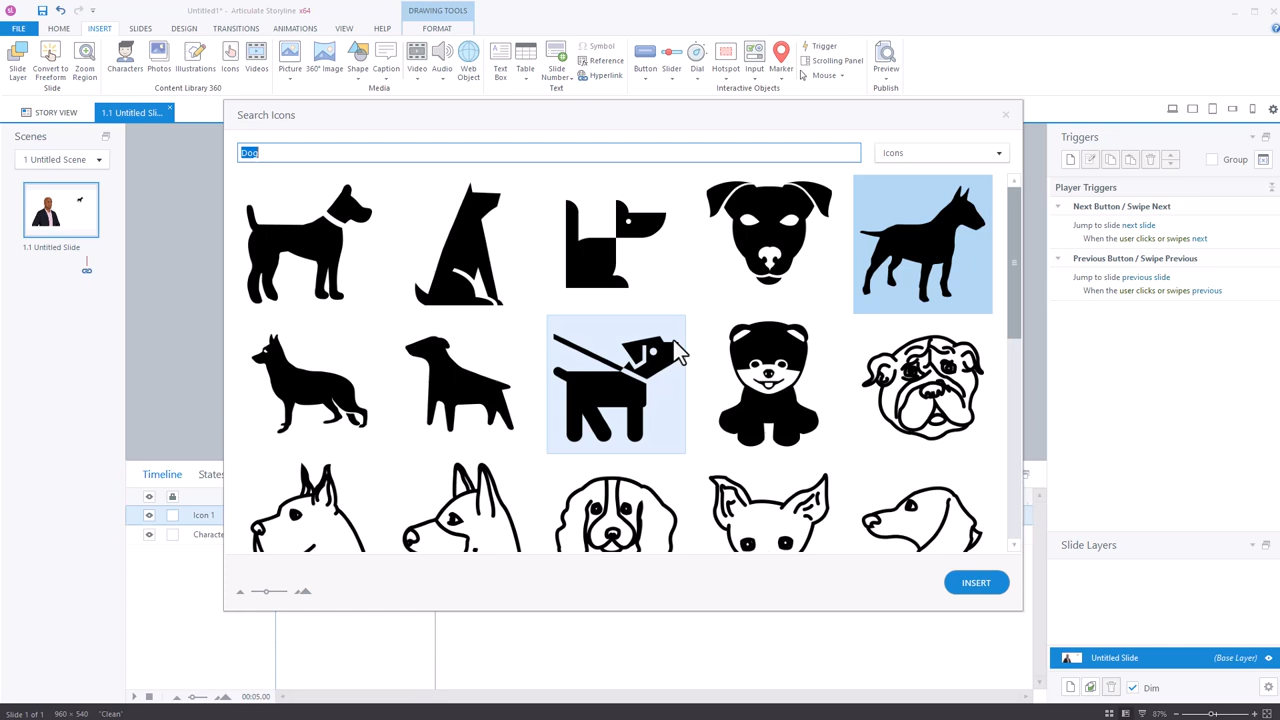 Untitled1* - Articulate Storyline x64
DRAWING TOOLS
FILE HOME INSERT SLIDES DESIGN TRANSITIONS ANIMATIONS VIEW HELP FORMAT
Slide Layer
Convert to Freeform
Zoom Region
Slide
Characters
Photos
Illustrations
Icons
Videos
Content Library 360
Picture
360° Image
Shape
Caption
Video
Audio
Web Object
Media
Text Box
Table
Slide Number
Symbol
Reference
Hyperlink
Text
Button
Slider
Dial
Hotspot
Input
Marker
Trigger
Scrolling Panel
Mouse
Interactive Objects
Preview
Publish
STORY VIEW
1.1 Untitled Sli...
Scenes
1 Untitled Scene
1.1 Untitled Slide
Search Icons
Dog
Icons
INSERT
Timeline States
Icon 1
Characte
00:05.00
Triggers
Group
Player Triggers
Next Button / Swipe Next
Jump to slide next slide
When the user clicks or swipes next
Previous Button / Swipe Previous
Jump to slide previous slide
When the user clicks or swipes previous
Slide Layers
Untitled Slide (Base Layer)
Dim
Slide 1 of 1 960 × 540 "Clean" 87%